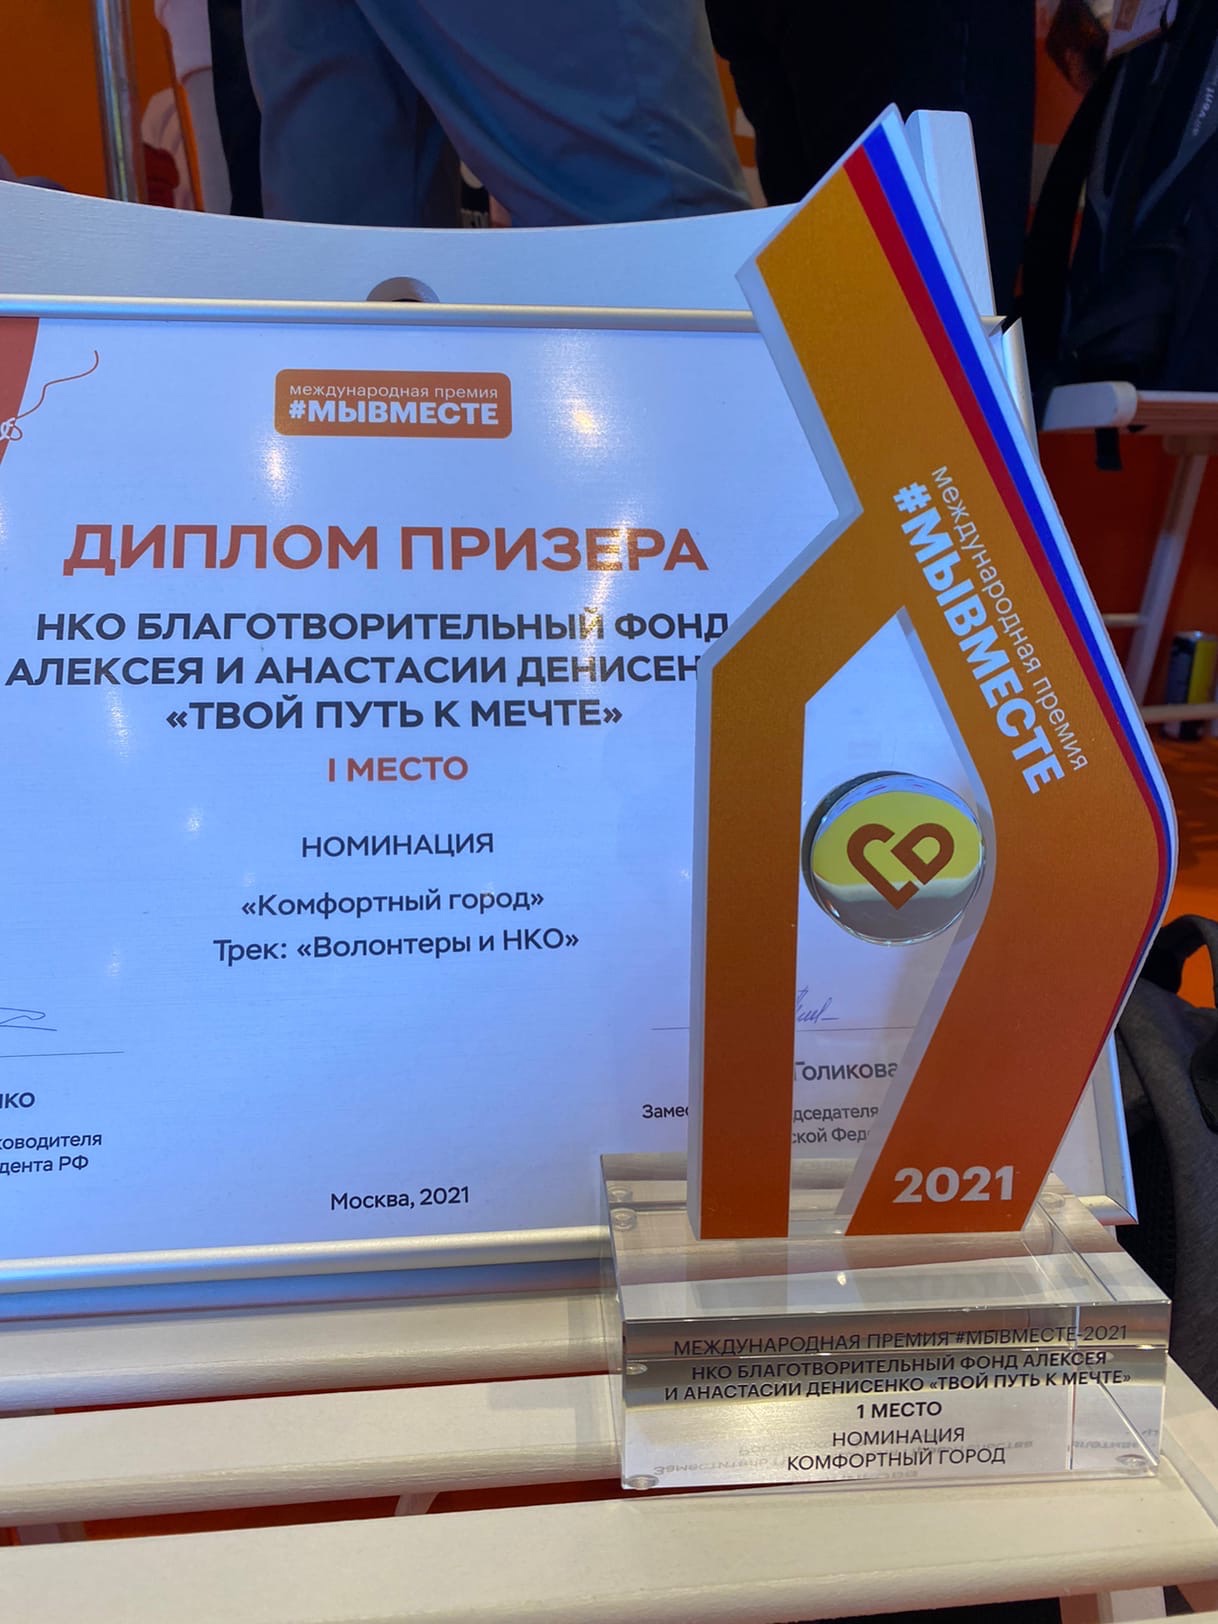 международная премия
#МЫВМЕСТЕ
ДИПЛОМ ПРИЗЕРА
НКО БЛАГОТВОРИТЕЛЬНЫЙ ФОНД
АЛЕКСЕЯ И АНАСТАСИИ ДЕНИСЕН
«ТВОЙ ПУТЬ К МЕЧТЕ»
I МЕСТО
НОМИНАЦИЯ
«Комфортный город»
Трек: «Волонтеры и НКО»
Голикова
Москва, 2021
международная премия
#МЫВМЕСТЕ
2021
МЕЖДУНАРОДНАЯ ПРЕМИЯ #МЫВМЕСТЕ-2021
НКО БЛАГОТВОРИТЕЛЬНЫЙ ФОНД АЛЕКСЕЯ
И АНАСТАСИИ ДЕНИСЕНКО «ТВОЙ ПУТЬ К МЕЧТЕ»
1 МЕСТО
НОМИНАЦИЯ
КОМФОРТНЫЙ ГОРОД